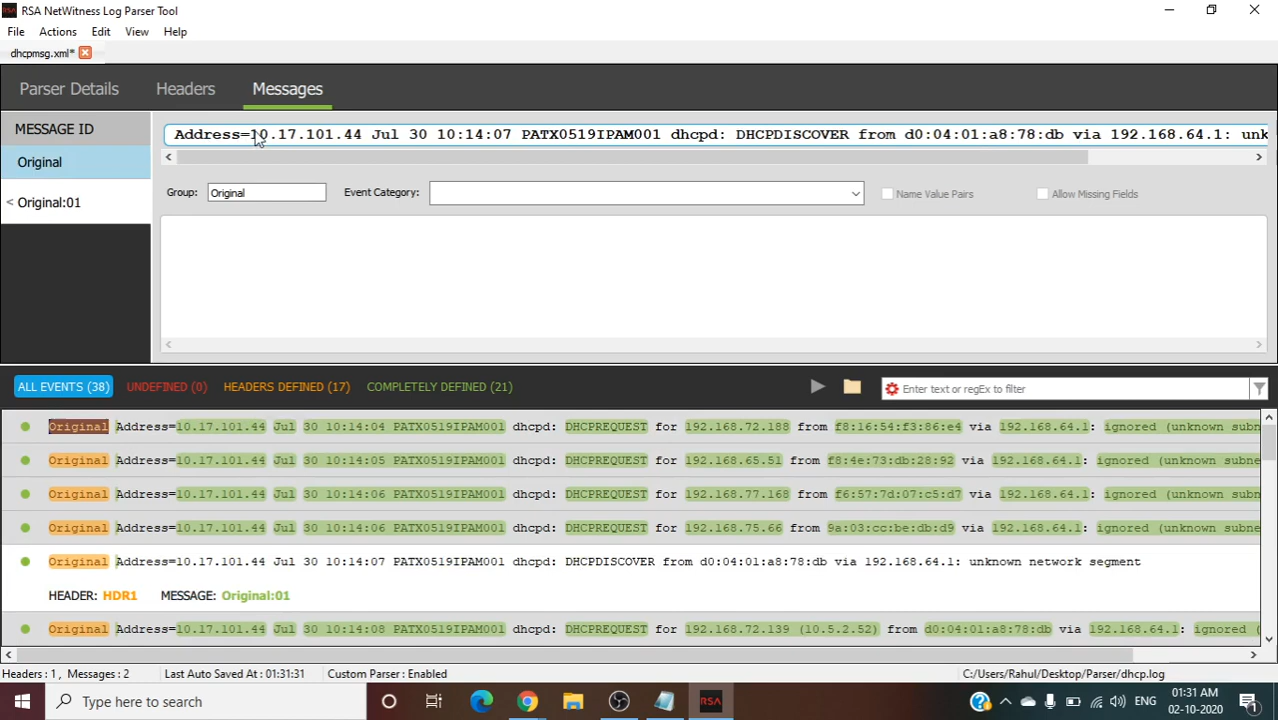 RSA NetWitness Log Parser Tool
File Actions Edit View Help
dhcpmsg.xml*
Parser Details Headers Messages
MESSAGE ID
Original
< Original:01
Address=10.17.101.44 Jul 30 10:14:07 PATX0519IPAM001 dhcpd: DHCPDISCOVER from d0:04:01:a8:78:db via 192.168.64.1: unk
Group: Original Event Category: Name Value Pairs Allow Missing Fields
ALL EVENTS (38) UNDEFINED (0) HEADERS DEFINED (17) COMPLETELY DEFINED (21) Enter text or regEx to filter
Original Address=10.17.101.44 Jul 30 10:14:04 PATX0519IPAM001 dhcpd: DHCPREQUEST for 192.168.72.188 from f8:16:54:f3:86:e4 via 192.168.64.1: ignored (unknown subn
Original Address=10.17.101.44 Jul 30 10:14:05 PATX0519IPAM001 dhcpd: DHCPREQUEST for 192.168.65.51 from f8:4e:73:db:28:92 via 192.168.64.1: ignored (unknown subne
Original Address=10.17.101.44 Jul 30 10:14:06 PATX0519IPAM001 dhcpd: DHCPREQUEST for 192.168.77.168 from f6:57:7d:07:c5:d7 via 192.168.64.1: ignored (unknown subn
Original Address=10.17.101.44 Jul 30 10:14:06 PATX0519IPAM001 dhcpd: DHCPREQUEST for 192.168.75.66 from 9a:03:cc:be:db:d9 via 192.168.64.1: ignored (unknown subne
Original Address=10.17.101.44 Jul 30 10:14:07 PATX0519IPAM001 dhcpd: DHCPDISCOVER from d0:04:01:a8:78:db via 192.168.64.1: unknown network segment
HEADER: HDR1 MESSAGE: Original:01
Original Address=10.17.101.44 Jul 30 10:14:08 PATX0519IPAM001 dhcpd: DHCPREQUEST for 192.168.72.139 (10.5.2.52) from d0:04:01:a8:78:db via 192.168.64.1: ignored (
Headers : 1 , Messages : 2 Last Auto Saved At : 01:31:31 Custom Parser : Enabled C:/Users/Rahul/Desktop/Parser/dhcp.log
Type here to search RSA ENG 01:31 AM
02-10-2020 1